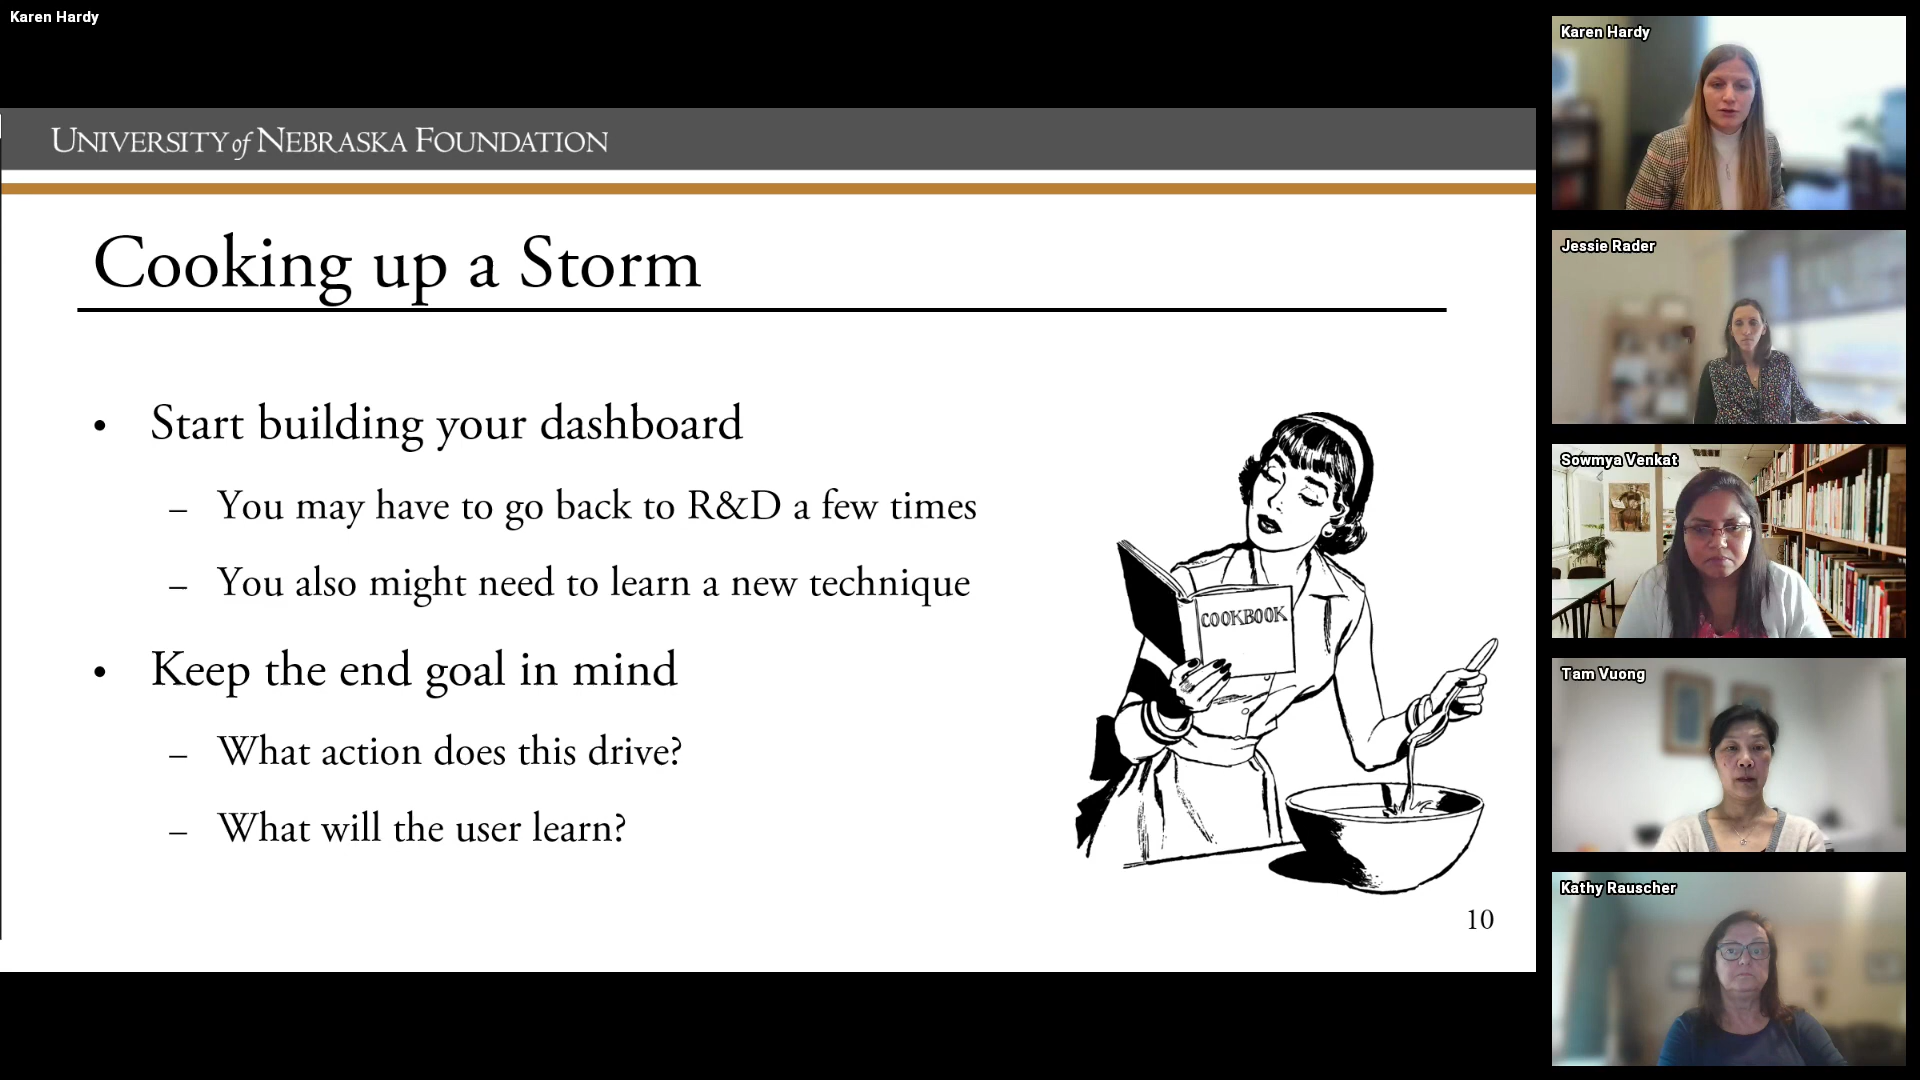 Karen Hardy
UNIVERSITY of NEBRASKA FOUNDATION
Cooking up a Storm
• Start building your dashboard
– You may have to go back to R&D a few times
– You also might need to learn a new technique
• Keep the end goal in mind
– What action does this drive?
– What will the user learn?
COOKBOOK
10
Karen Hardy
Jessie Rader
Sowmya Venkat
Tam Vuong
Kathy Rauscher